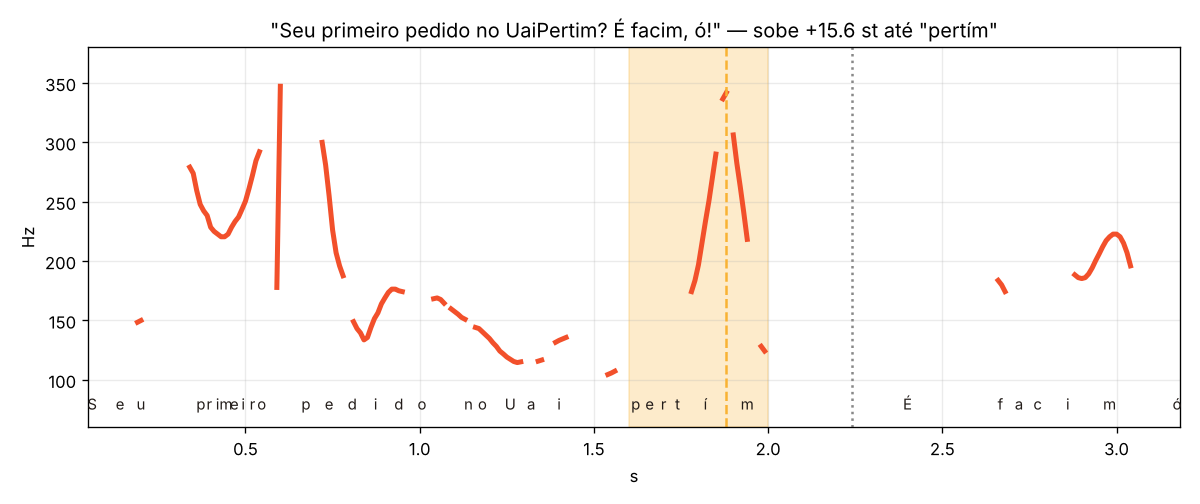 "Seu primeiro pedido no UaiPertim? É facim, ó!" — sobe +15.6 st até "pertím"
Hz
350
300
250
200
150
100
S e u primeiro p e d i d o n o U a i p e r t í m É f a c i m ó
0.5 1.0 1.5 2.0 2.5 3.0
s